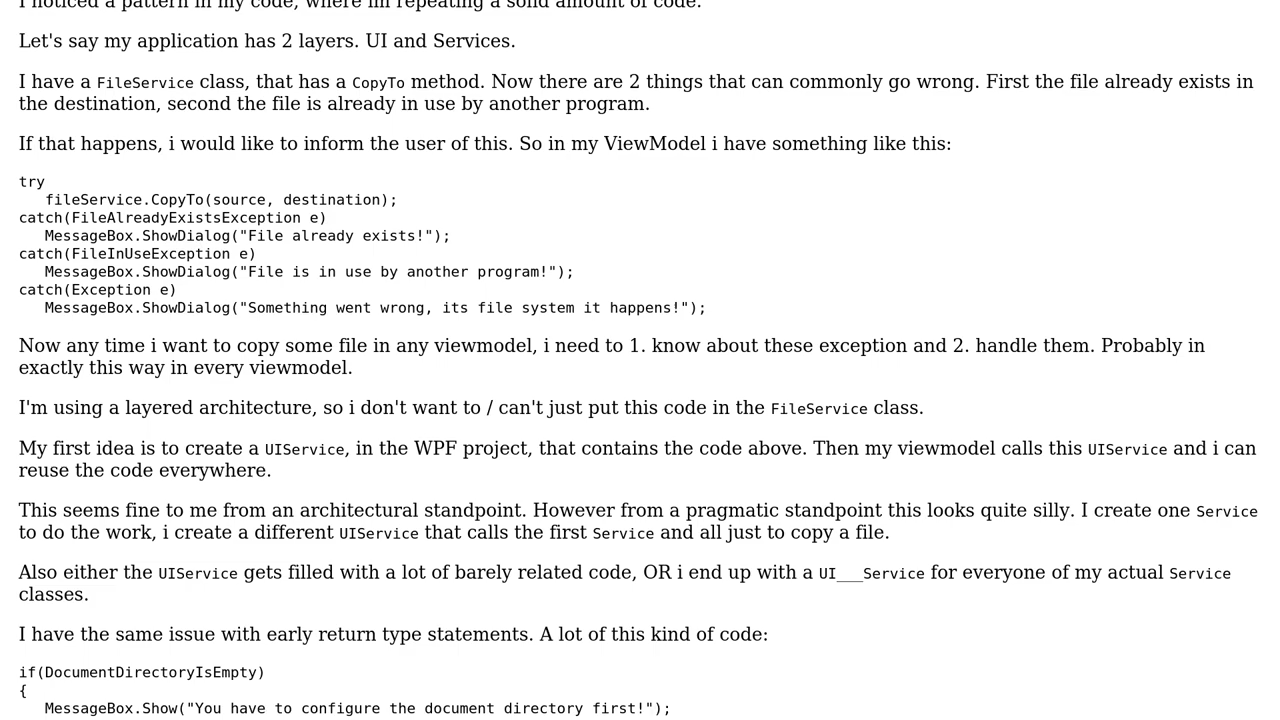 I noticed a pattern in my code, where im repeating a solid amount of code.
Let's say my application has 2 layers. UI and Services.
I have a FileService class, that has a CopyTo method. Now there are 2 things that can commonly go wrong. First the file already exists in
the destination, second the file is already in use by another program.
If that happens, i would like to inform the user of this. So in my ViewModel i have something like this:
try
   fileService.CopyTo(source, destination);
catch(FileAlreadyExistsException e)
   MessageBox.ShowDialog("File already exists!");
catch(FileInUseException e)
   MessageBox.ShowDialog("File is in use by another program!");
catch(Exception e)
   MessageBox.ShowDialog("Something went wrong, its file system it happens!");
Now any time i want to copy some file in any viewmodel, i need to 1. know about these exception and 2. handle them. Probably in
exactly this way in every viewmodel.
I'm using a layered architecture, so i don't want to / can't just put this code in the FileService class.
My first idea is to create a UIService, in the WPF project, that contains the code above. Then my viewmodel calls this UIService and i can
reuse the code everywhere.
This seems fine to me from an architectural standpoint. However from a pragmatic standpoint this looks quite silly. I create one Service
to do the work, i create a different UIService that calls the first Service and all just to copy a file.
Also either the UIService gets filled with a lot of barely related code, OR i end up with a UI___Service for everyone of my actual Service
classes.
I have the same issue with early return type statements. A lot of this kind of code:
if(DocumentDirectoryIsEmpty)
{
   MessageBox.Show("You have to configure the document directory first!");